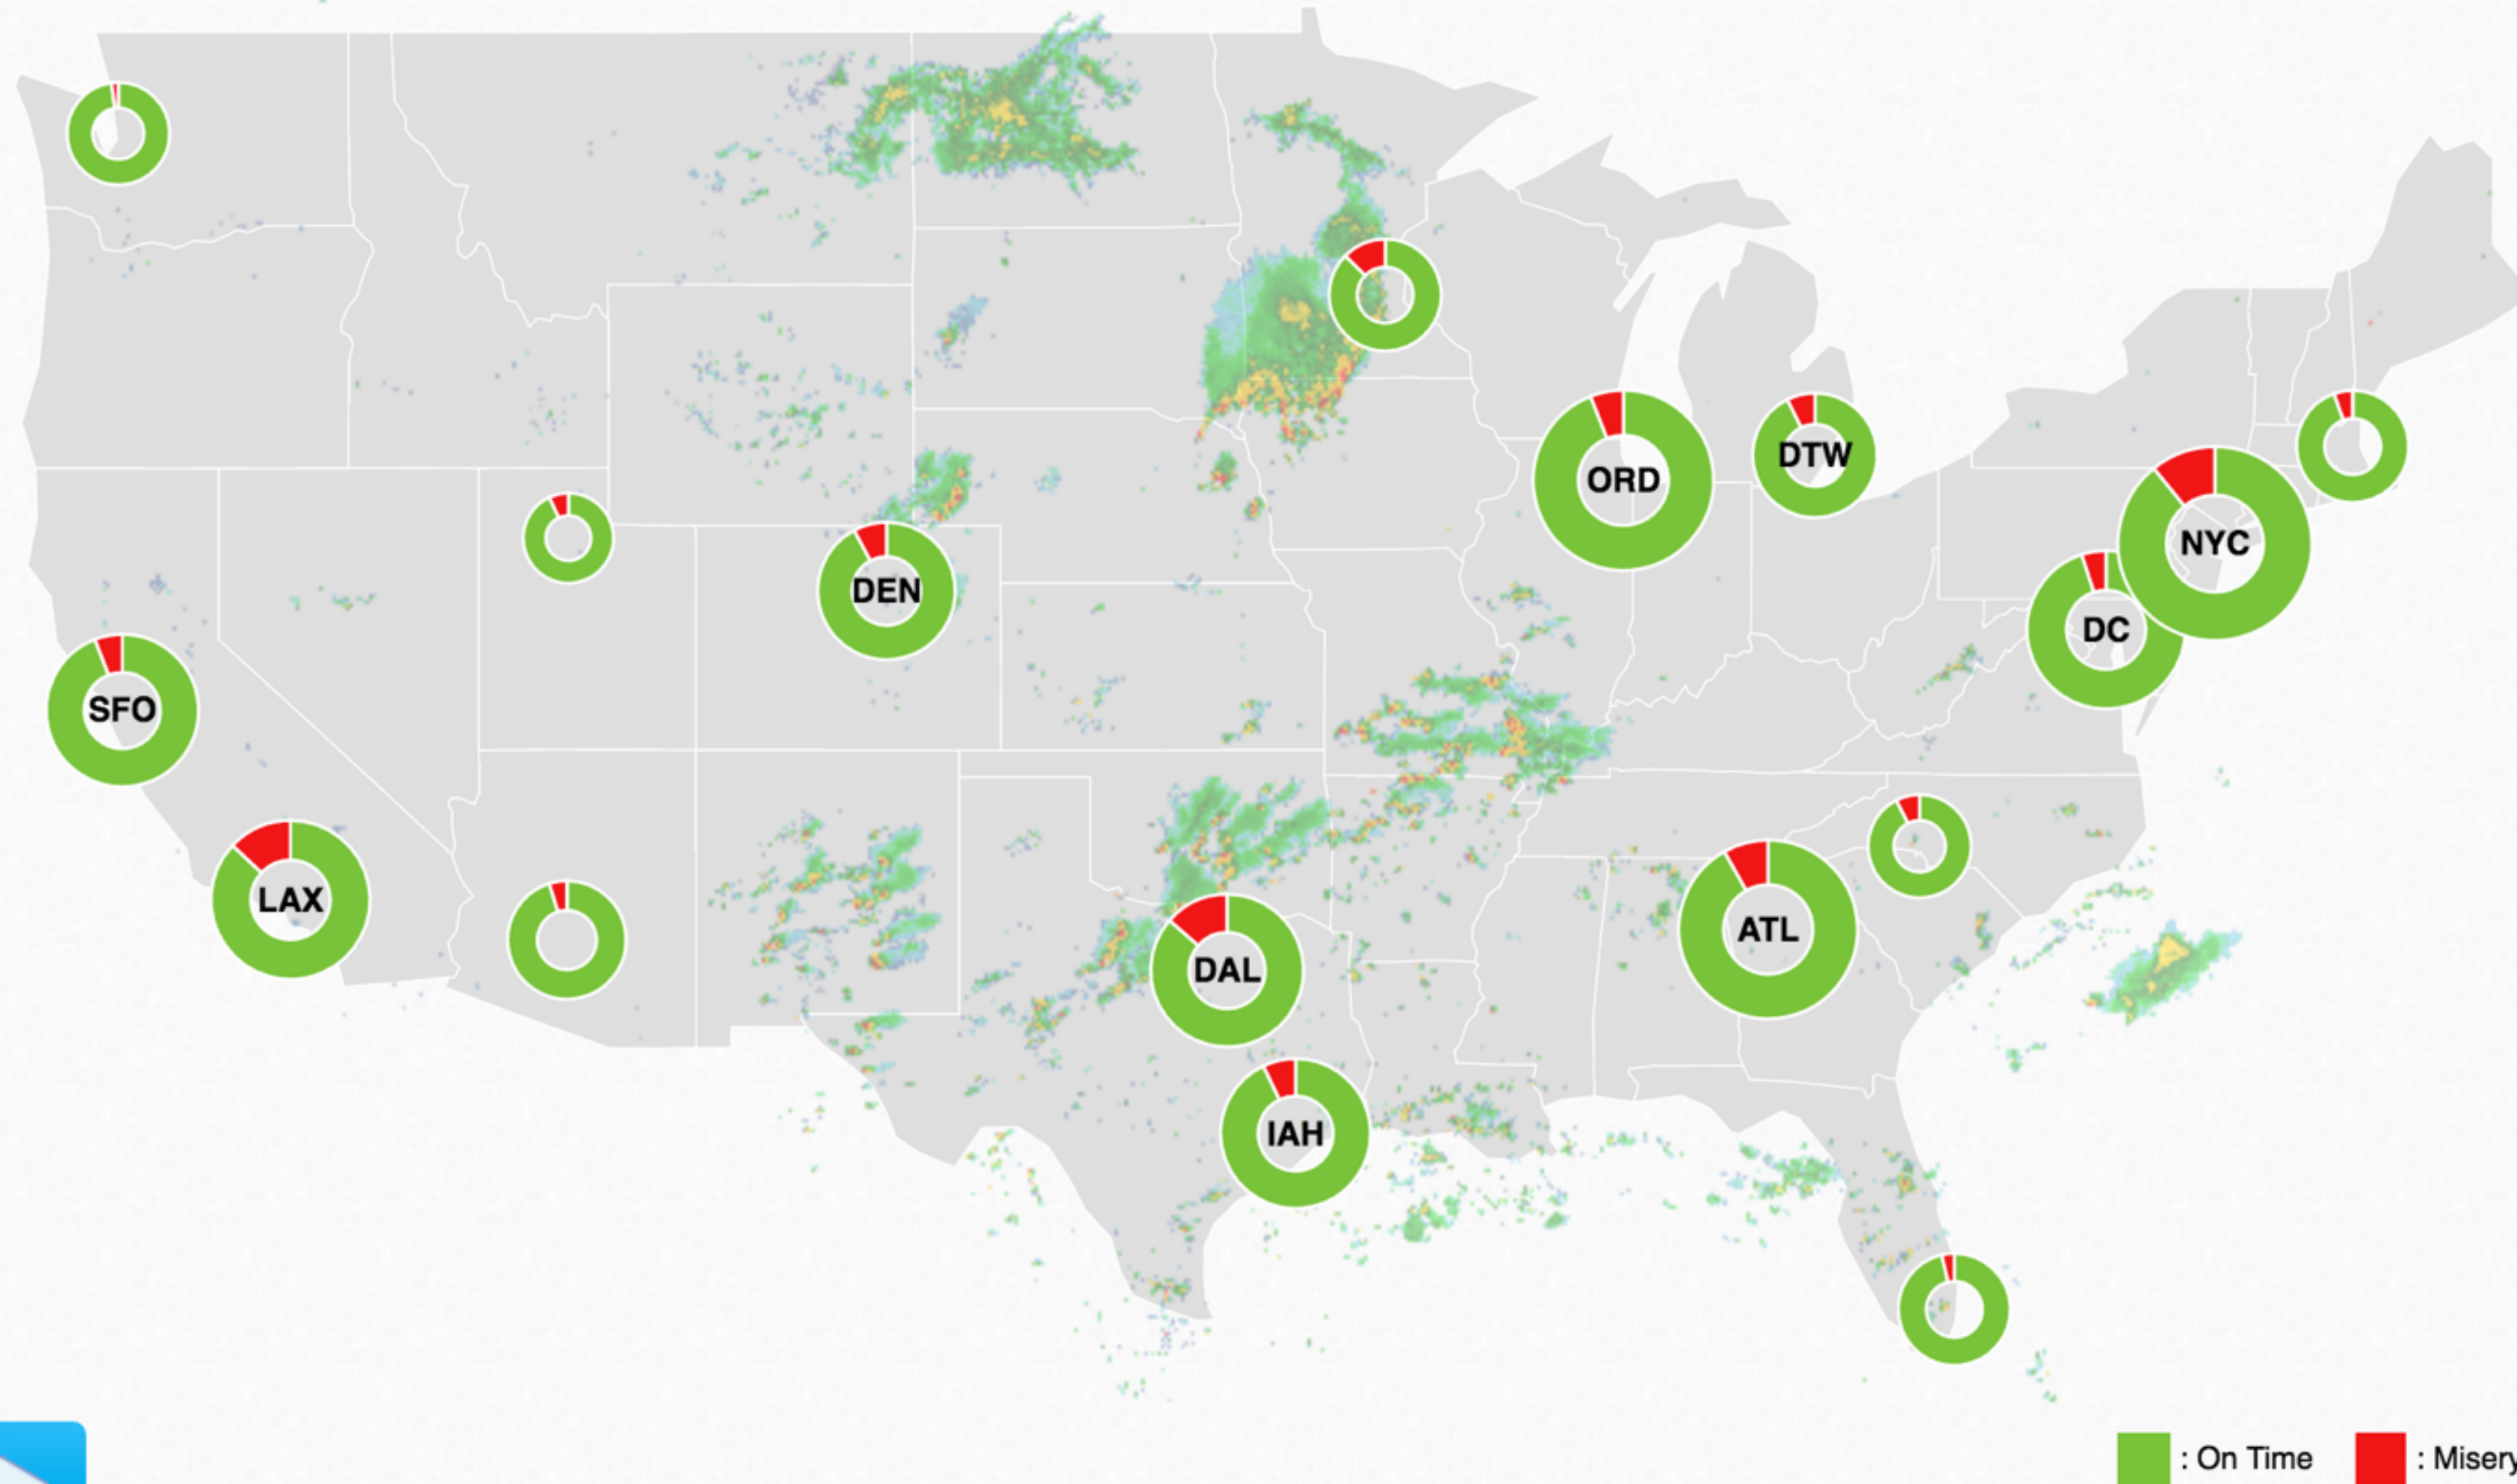 ORD
DTW
NYC
DEN
DC
SFO
LAX
ATL
DAL
IAH
: On Time
: Misery